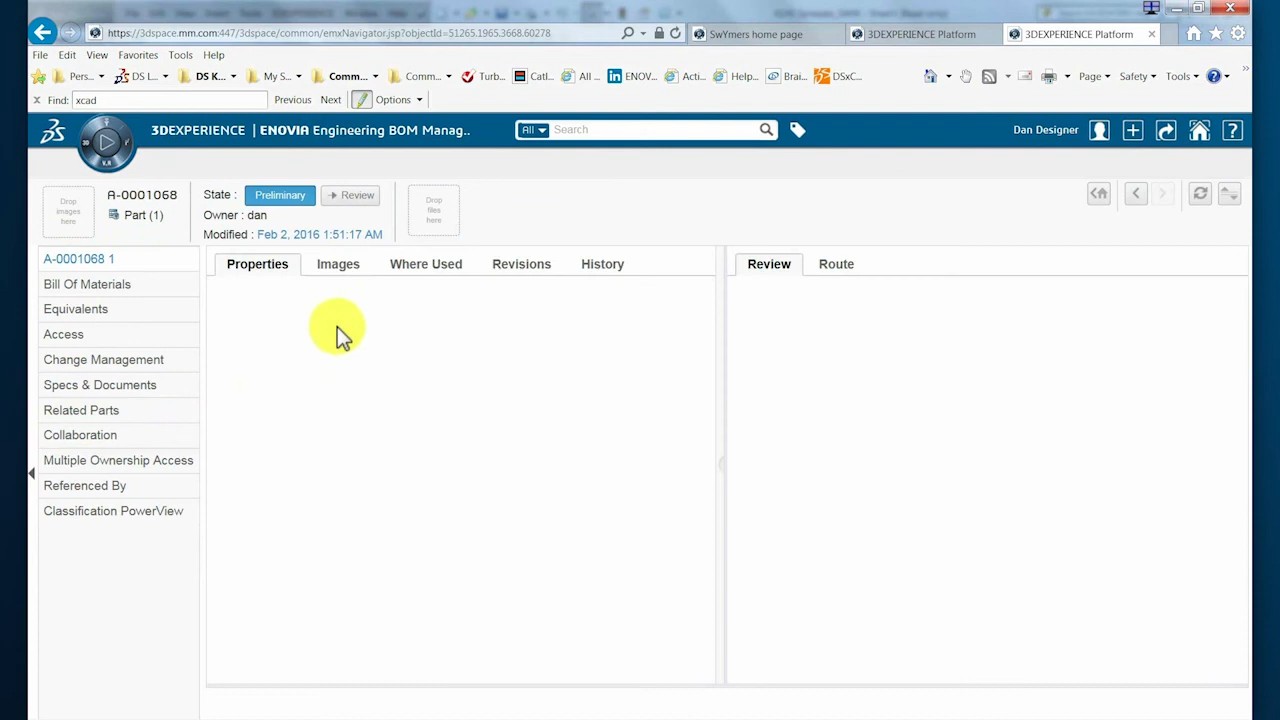 https://3dspace.mm.com:447/3dspace/common/emxNavigator.jsp?objectId=51265.1965.3668.60278
SwYmers home page
3DEXPERIENCE Platform
3DEXPERIENCE Platform
File Edit View Favorites Tools Help
Pers... DS L... DS K... My S... Comm... Comm... Turb... Catl... All ... ENOV... Acti... Help... Brai... DSxC... Page Safety Tools
Find: xcad Previous Next Options
3DEXPERIENCE | ENOVIA Engineering BOM Manag.. All Search Dan Designer
3D V.R
Drop images here
A-0001068
Part (1)
State : Preliminary Review
Owner : dan
Modified : Feb 2, 2016 1:51:17 AM
Drop files here
A-0001068 1
Bill Of Materials
Equivalents
Access
Change Management
Specs & Documents
Related Parts
Collaboration
Multiple Ownership Access
Referenced By
Classification PowerView
Properties Images Where Used Revisions History
Review Route